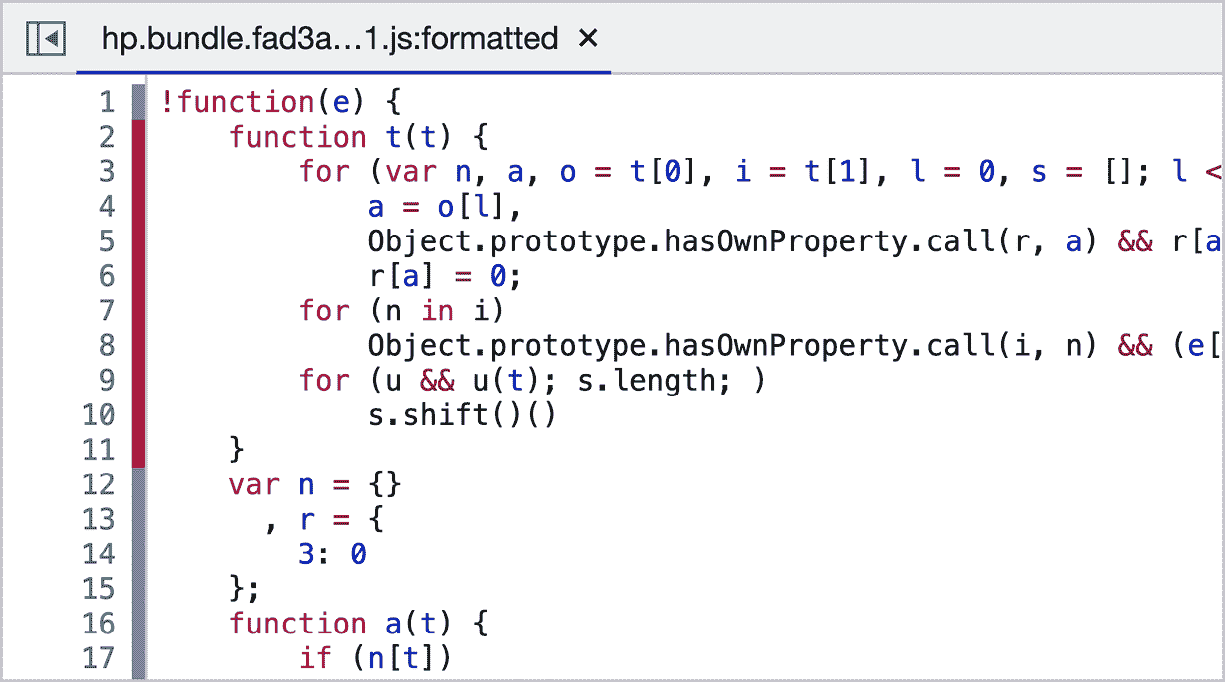 hp.bundle.fad3a…1.js:formatted ×
1 !function(e) {
2     function t(t) {
3         for (var n, a, o = t[0], i = t[1], l = 0, s = []; l <
4             a = o[l],
5             Object.prototype.hasOwnProperty.call(r, a) && r[a
6             r[a] = 0;
7         for (n in i)
8             Object.prototype.hasOwnProperty.call(i, n) && (e[
9         for (u && u(t); s.length; )
10             s.shift()()
11     }
12     var n = {}
13       , r = {
14         3: 0
15     };
16     function a(t) {
17         if (n[t])